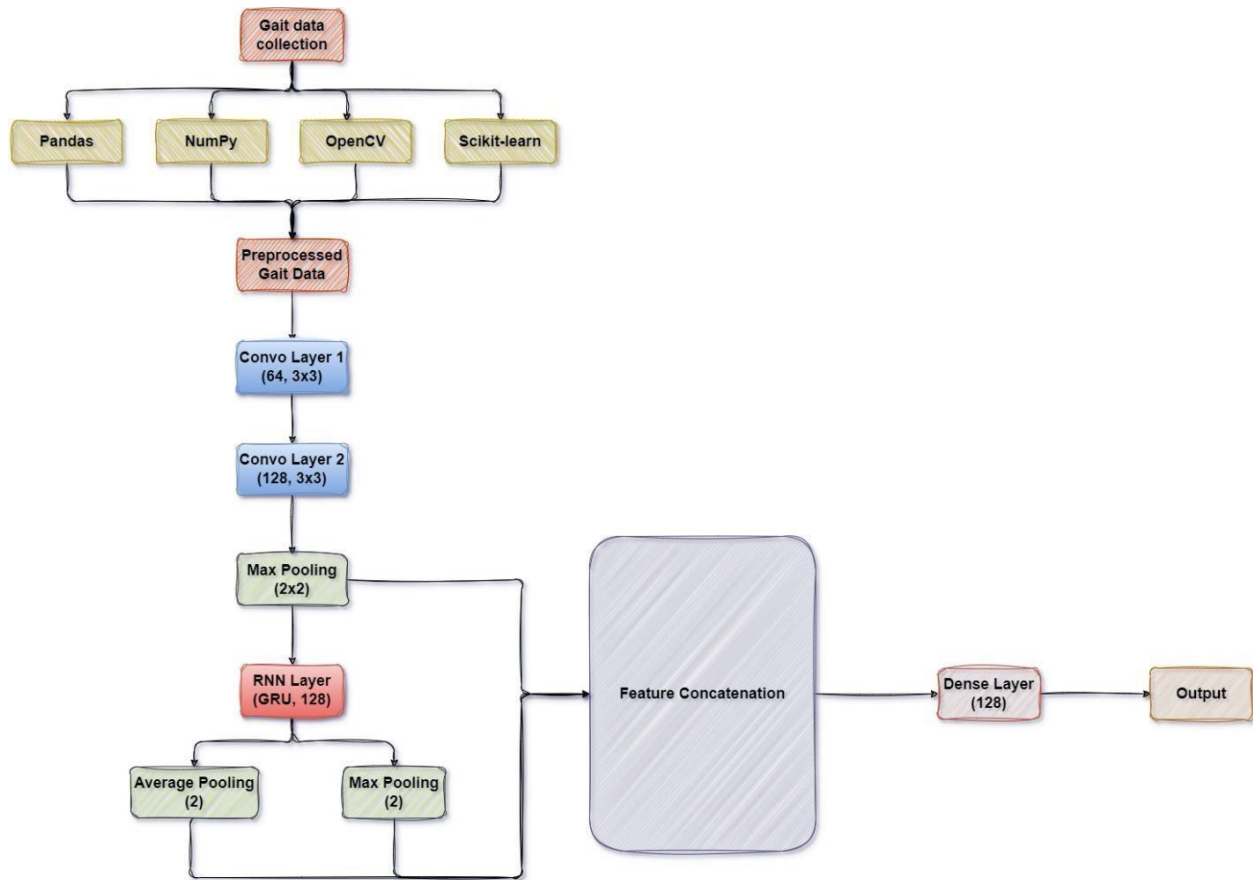 Gait data
collection
Pandas
NumPy
OpenCV
Scikit-learn
Preprocessed
Gait Data
Convo Layer 1
(64, 3x3)
Convo Layer 2
(128, 3x3)
Max Pooling
(2x2)
RNN Layer
(GRU, 128)
Average Pooling
(2)
Max Pooling
(2)
Feature Concatenation
Dense Layer
(128)
Output